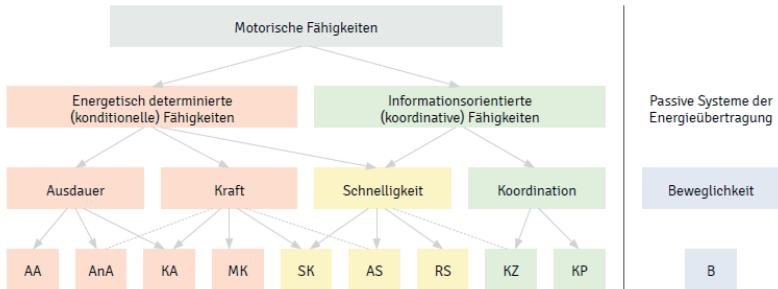 Motorische Fähigkeiten
Energetisch determinierte
(konditionelle) Fähigkeiten
Informationsorientierte
(koordinative) Fähigkeiten
Passive Systeme der
Energieübertragung
Ausdauer
Kraft
Schnelligkeit
Koordination
Beweglichkeit
AA
AnA
KA
MK
SK
AS
RS
KZ
KP
B